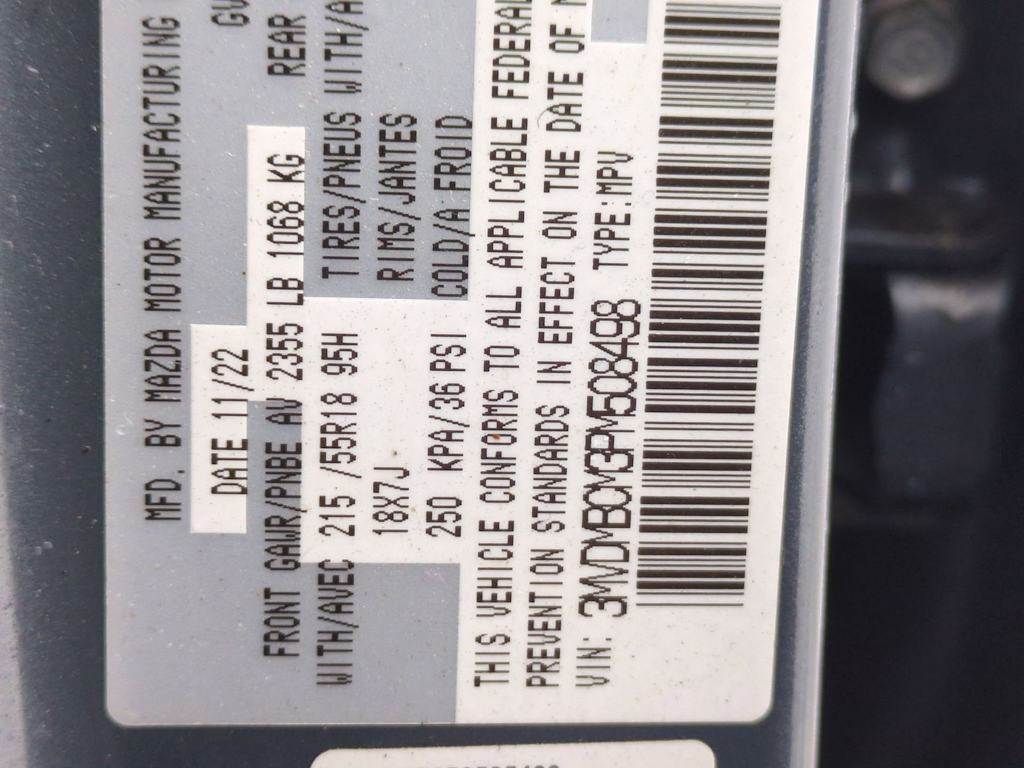 MFD. BY MAZDA MOTOR MANUFACTURING
DATE 11/22
GV
FRONT GAWR/PNBE AV 2355 LB 1068 KG
REAR
WITH/AVEC 215 /55R18 95H TIRES/PNEUS WITH/A
18X7J RIMS/JANTES
250 KPA/36 PSI COLD/A FROID
THIS VEHICLE CONFORMS TO ALL APPLICABLE FEDERAL
PREVENTION STANDARDS IN EFFECT ON THE DATE OF M
VIN: 3MVDMBCM3PM508498 TYPE:MPV